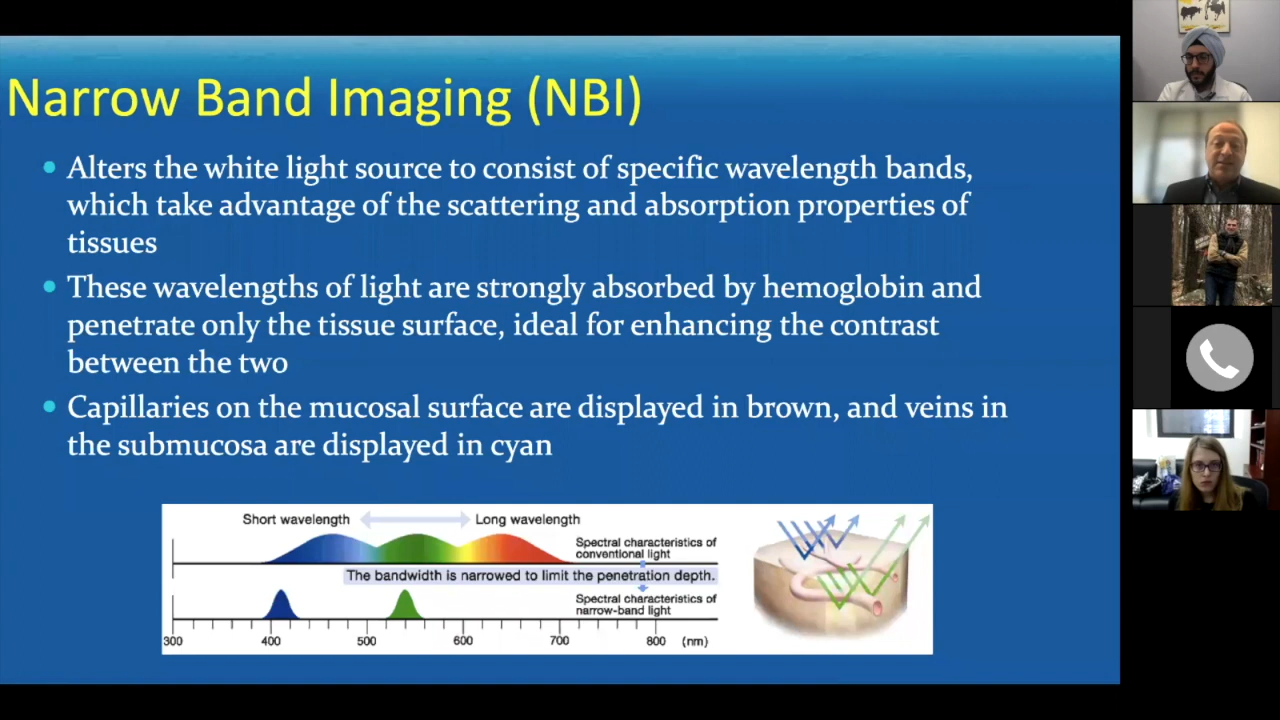 Narrow Band Imaging (NBI)
• Alters the white light source to consist of specific wavelength bands,
which take advantage of the scattering and absorption properties of
tissues
• These wavelengths of light are strongly absorbed by hemoglobin and
penetrate only the tissue surface, ideal for enhancing the contrast
between the two
• Capillaries on the mucosal surface are displayed in brown, and veins in
the submucosa are displayed in cyan
Short wavelength Long wavelength
Spectral characteristics of
conventional light
The bandwidth is narrowed to limit the penetration depth.
Spectral characteristics of
narrow-band light
300 400 500 600 700 800 (nm)